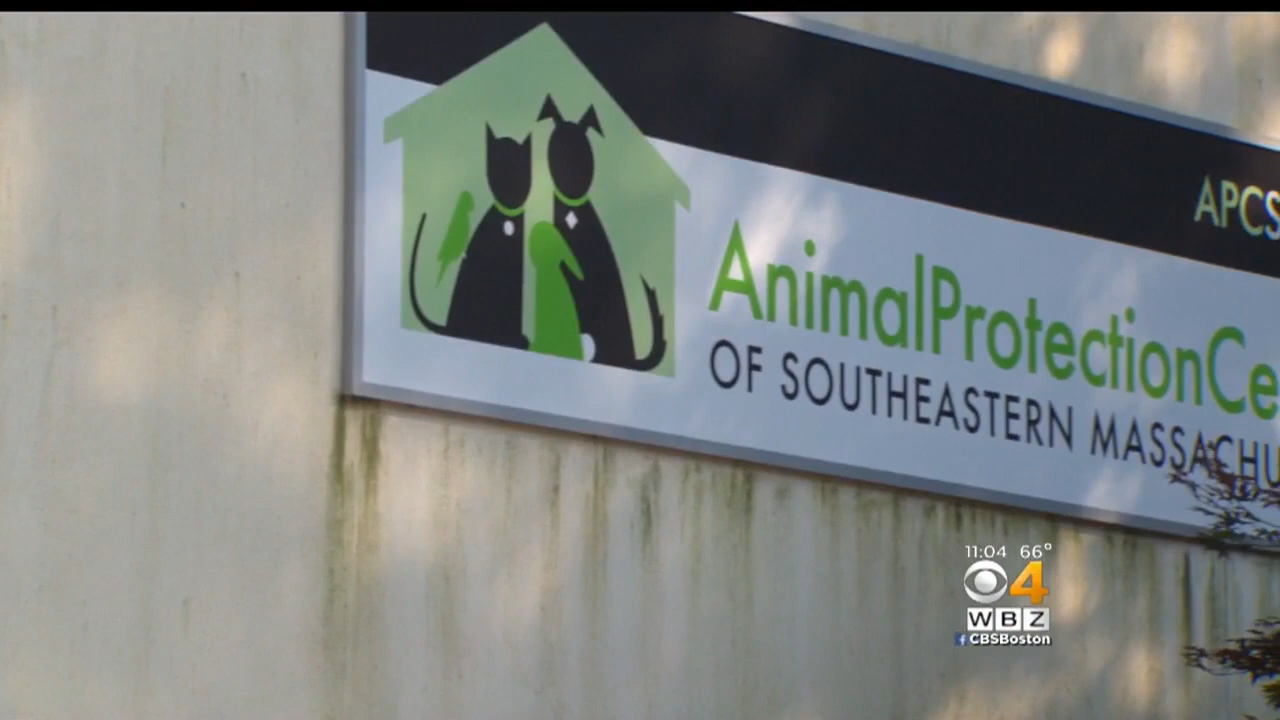 APCS
AnimalProtectionCe
OF SOUTHEASTERN MASSACHU
11:04 66°
4
WBZ
f CBSBoston